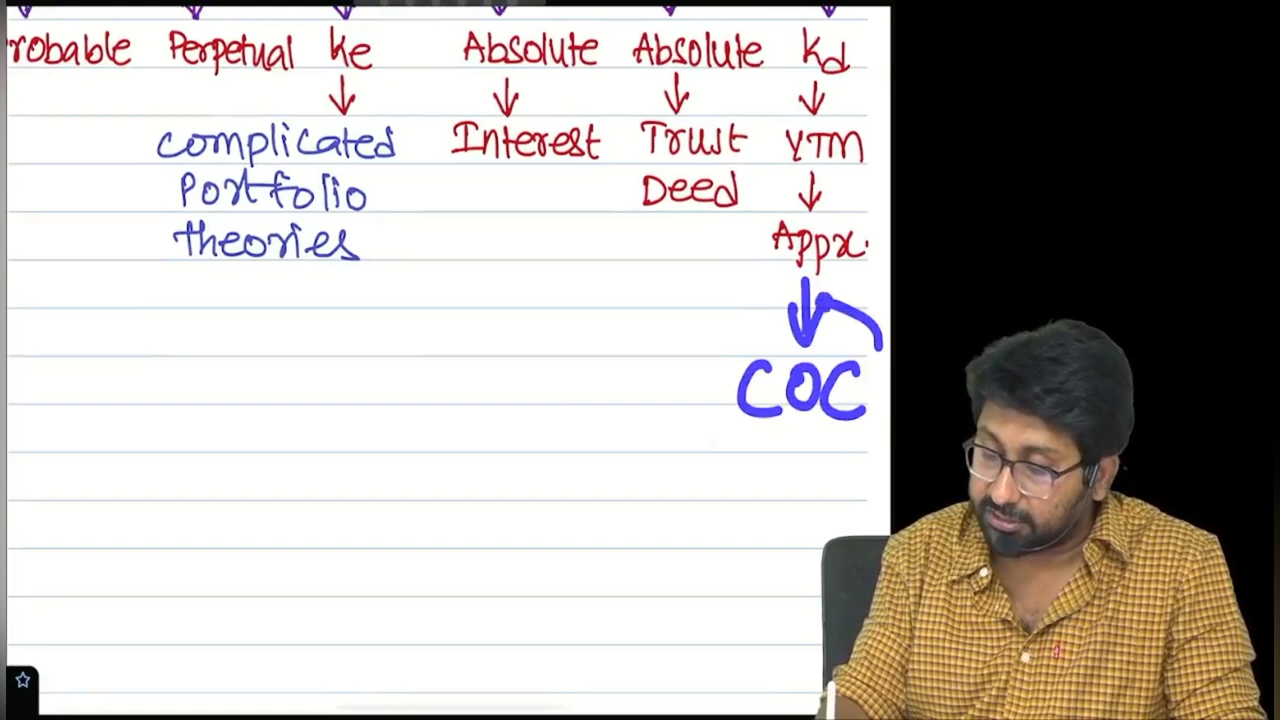 robable Perpetual ke Absolute Absolute kd
complicated Interest Trust YTM
Portfolio Deed
theories Appx.
COC